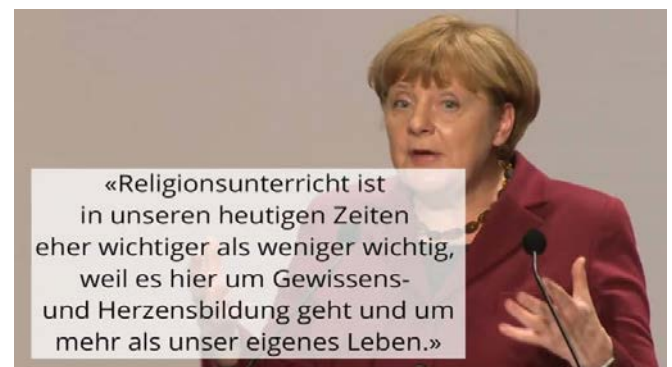 «Religionsunterricht ist
in unseren heutigen Zeiten
eher wichtiger als weniger wichtig,
weil es hier um Gewissens-
und Herzensbildung geht und um
mehr als unser eigenes Leben.»